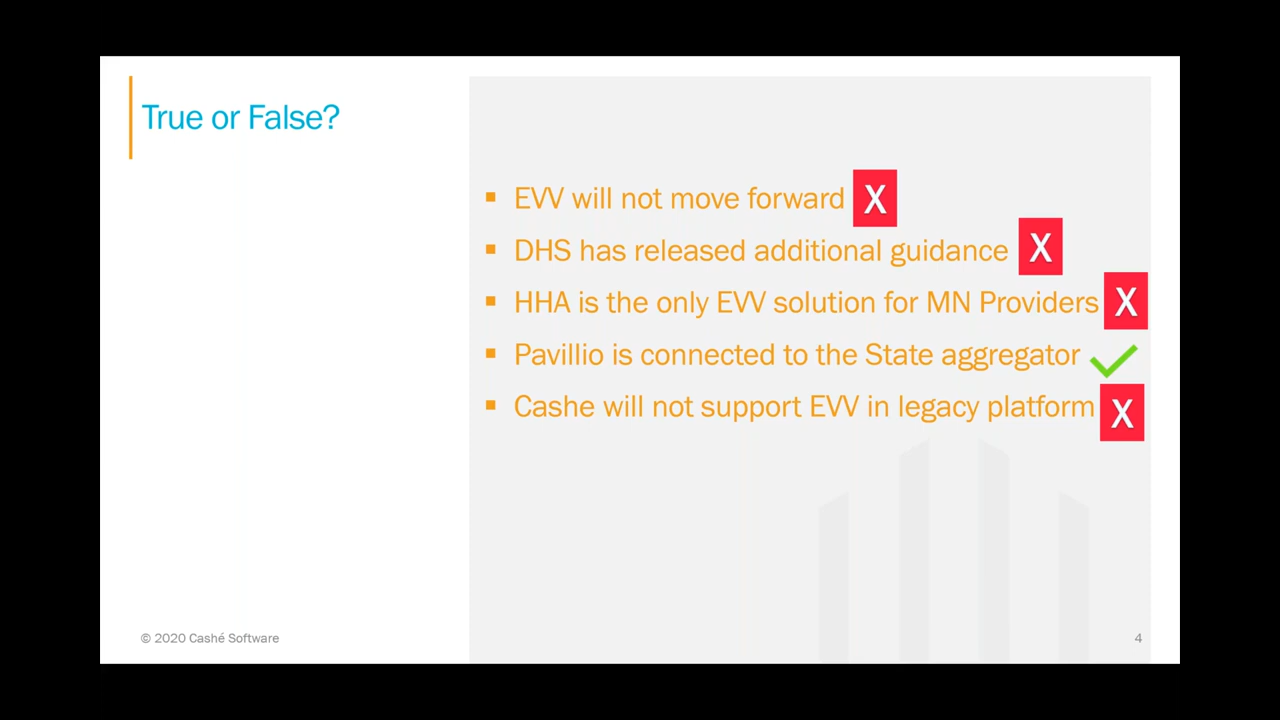 True or False?
▪ EVV will not move forward X
▪ DHS has released additional guidance X
▪ HHA is the only EVV solution for MN Providers X
▪ Pavillio is connected to the State aggregator
▪ Cashe will not support EVV in legacy platform X
© 2020 Cashé Software
4